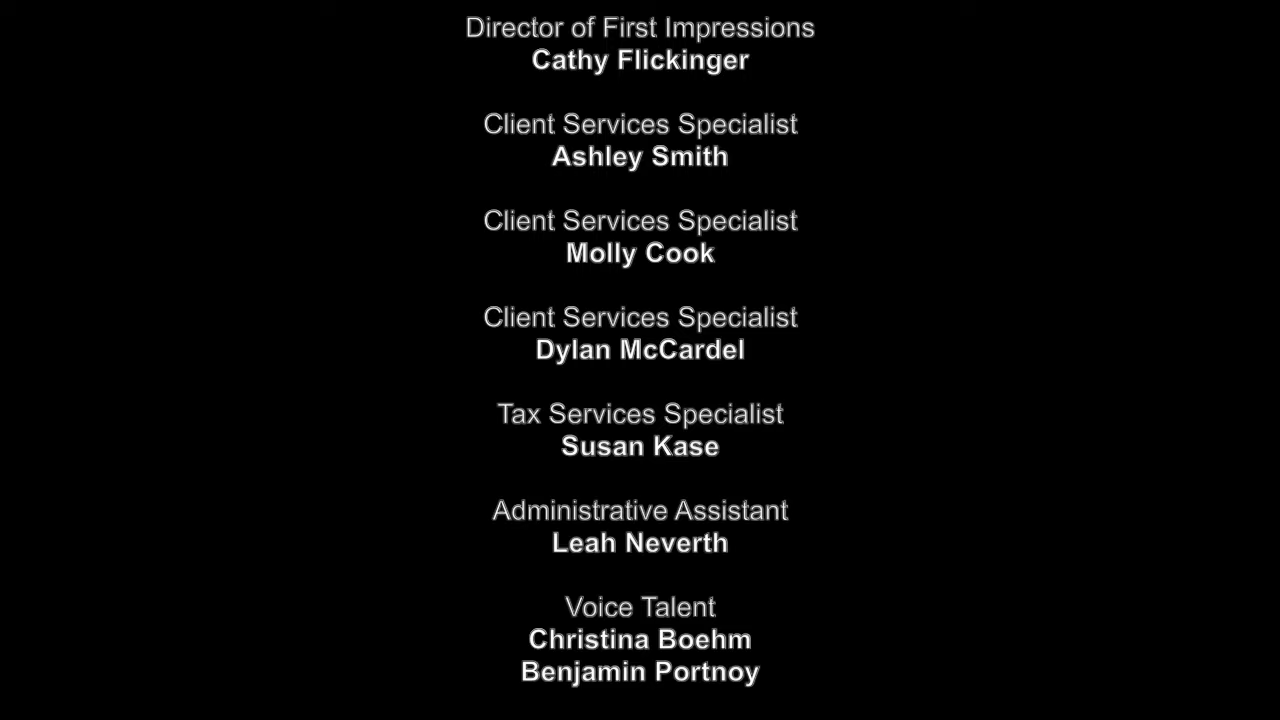 Director of First Impressions
Cathy Flickinger
Client Services Specialist
Ashley Smith
Client Services Specialist
Molly Cook
Client Services Specialist
Dylan McCardel
Tax Services Specialist
Susan Kase
Administrative Assistant
Leah Neverth
Voice Talent
Christina Boehm
Benjamin Portnoy